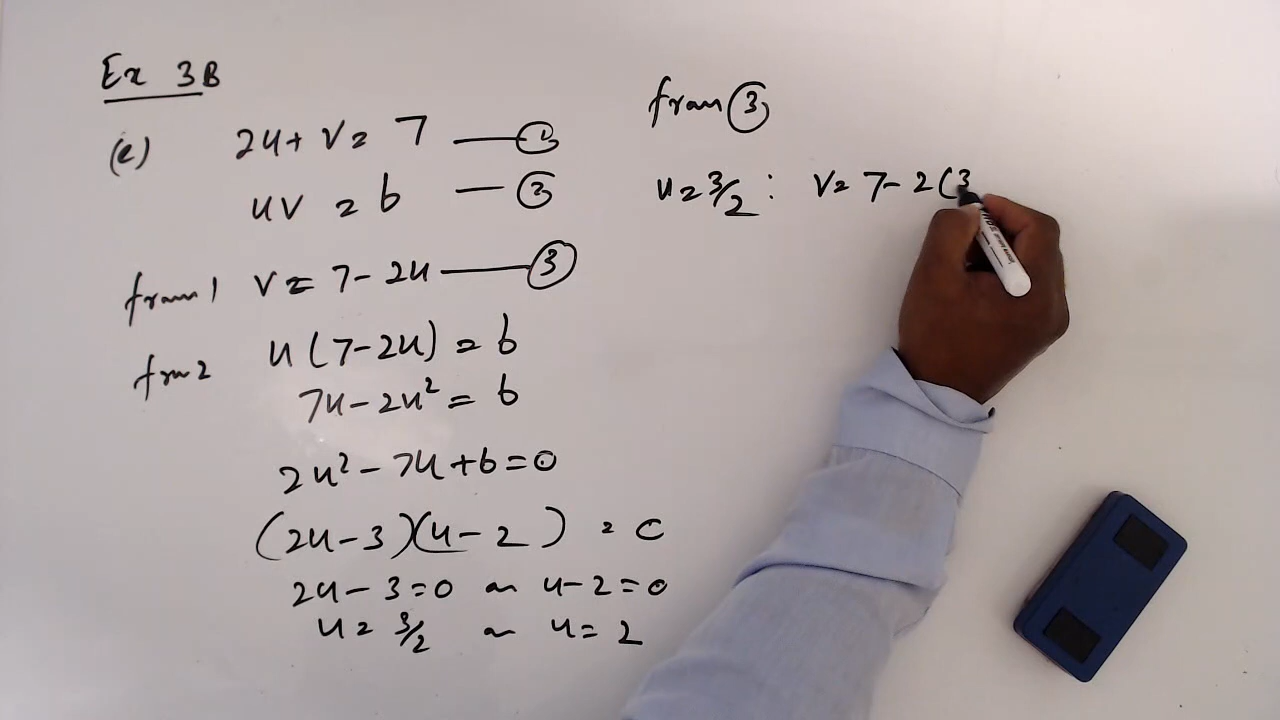 Ex 3B
(e) 2u + v = 7 —— ①
uv = 6 — ②
from 1 v = 7 - 2u —— ③
from 2 u(7-2u) = 6
7u - 2u² = 6
2u² - 7u + 6 = 0
(2u - 3)(u - 2) = 0
2u - 3 = 0 or u - 2 = 0
u = 3/2 or u = 2
from ③
u = 3/2 : v = 7 - 2(3